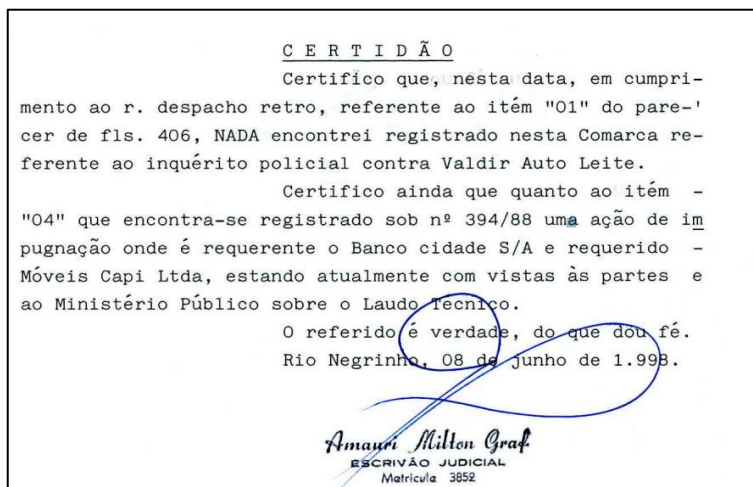 C E R T I D Ã O
Certifico que, nesta data, em cumpri-
mento ao r. despacho retro, referente ao itém "01" do pare-'
cer de fls. 406, NADA encontrei registrado nesta Comarca re-
ferente ao inquérito policial contra Valdir Auto Leite.
Certifico ainda que quanto ao itém -
"04" que encontra-se registrado sob nº 394/88 uma ação de im
pugnação onde é requerente o Banco cidade S/A e requerido -
Móveis Capi Ltda, estando atualmente com vistas às partes e
ao Ministério Público sobre o Laudo Técnico.
O referido é verdade, do que dou fé.
Rio Negrinho, 08 de junho de 1.998.
Amauri Milton Graf
ESCRIVÃO JUDICIAL
Matrícula 3852